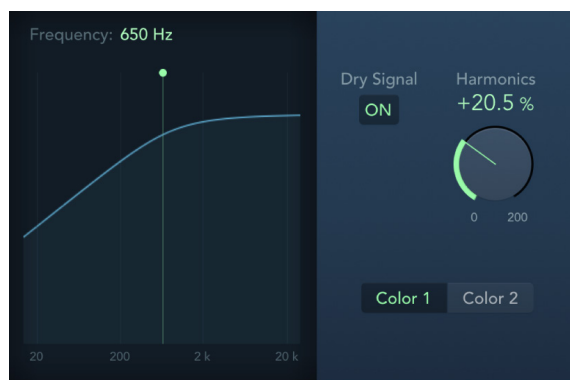 Frequency: 650 Hz
Dry Signal
ON
Harmonics
+20.5 %
0 200
Color 1 Color 2
20 200 2 k 20 k